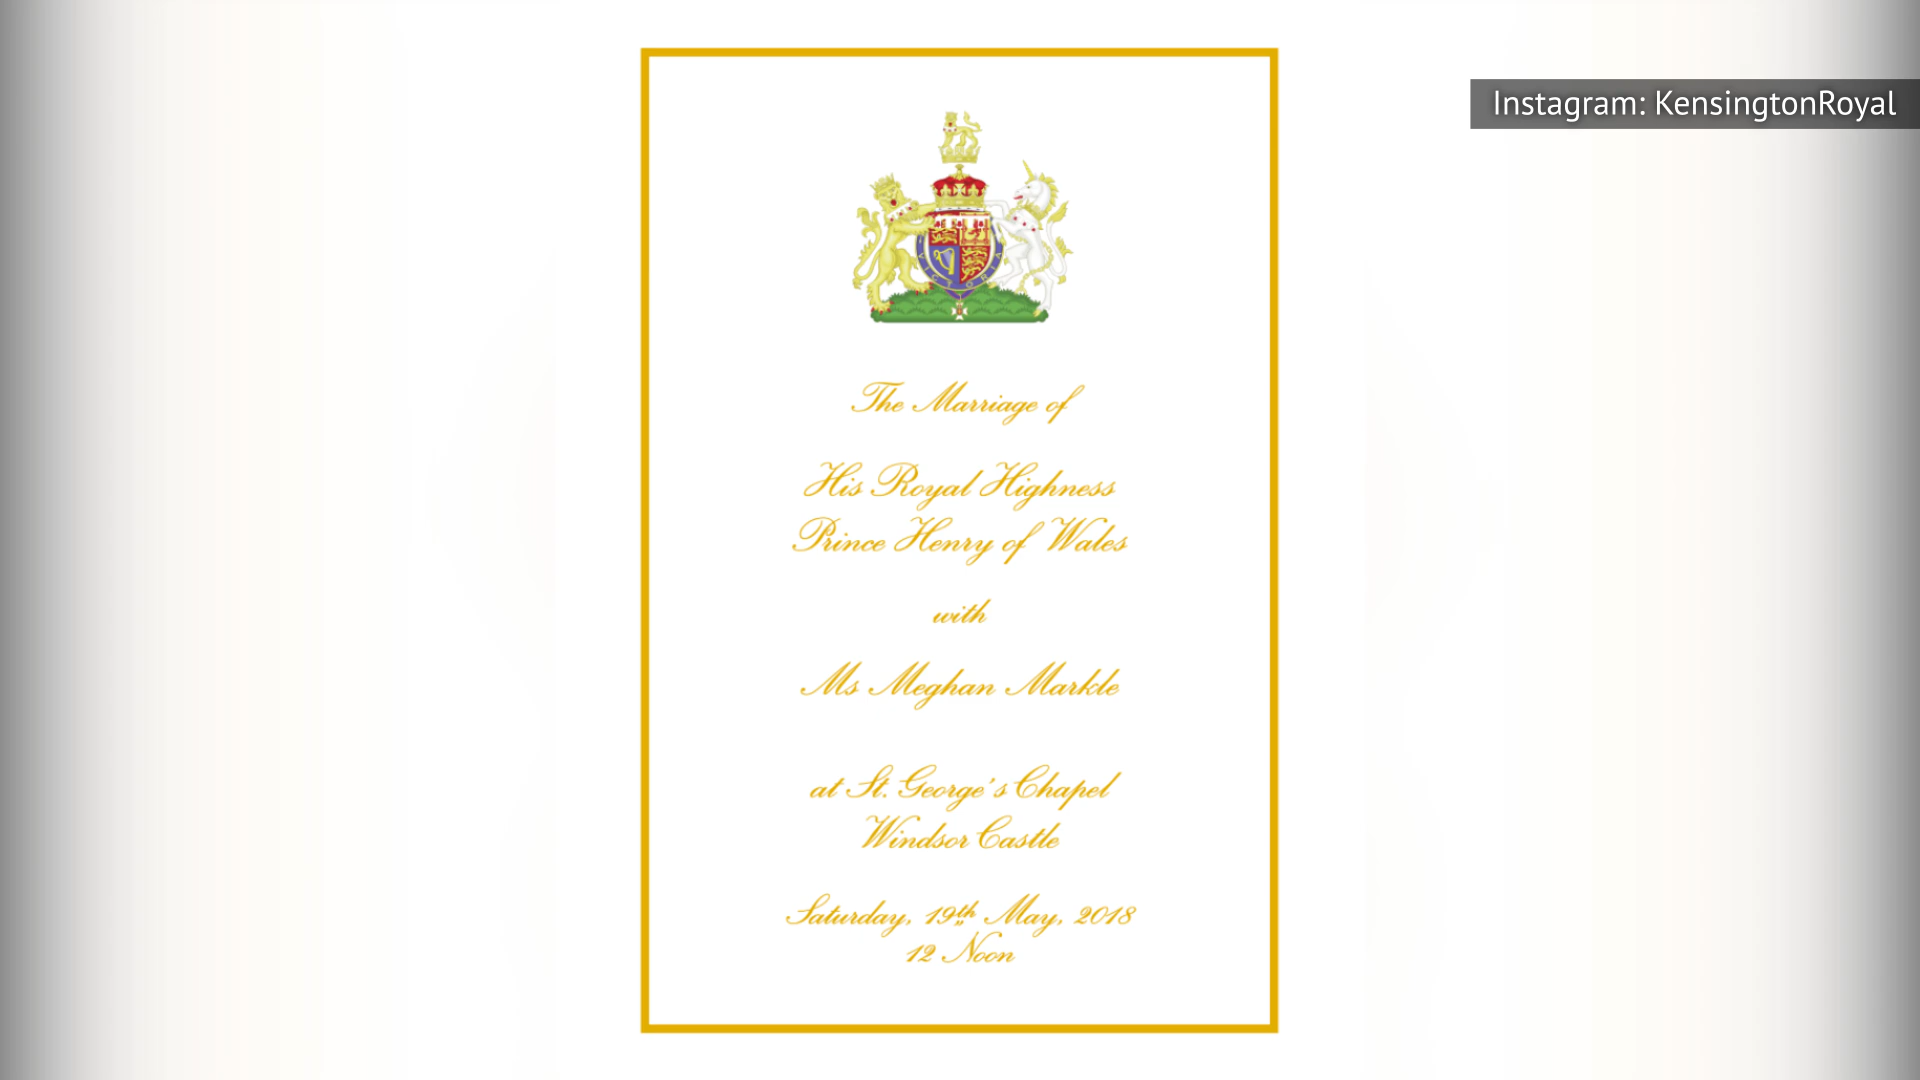 Instagram: KensingtonRoyal
The Marriage of
His Royal Highness
Prince Henry of Wales
with
Ms Meghan Markle
at St. George's Chapel
Windsor Castle
Saturday, 19th May, 2018
12 Noon